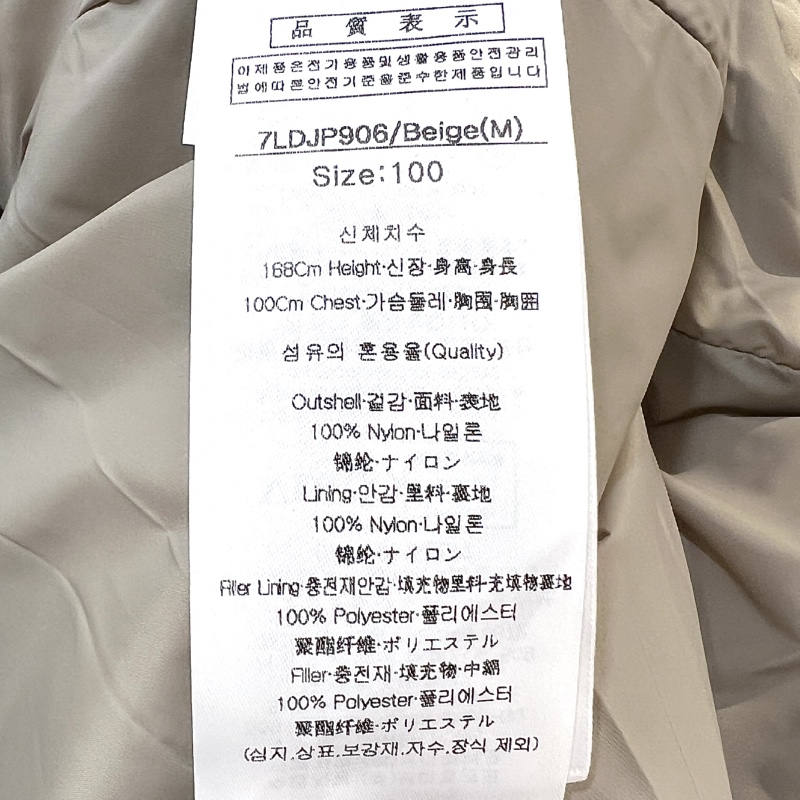 品質表示
이제품은전기용품및생활용품안전관리
법에따른안전기준을준수한제품입니다
7LDJP906/Beige(M)
Size:100
신체치수
168Cm Height·신장·身高·身長
100Cm Chest·가슴둘레·胸围·胸囲
섬유의 혼용율(Quality)
Outshell·겉감·面料·表地
100% Nylon·나일론
锦纶·ナイロン
Lining·안감·里料·裏地
100% Nylon·나일론
锦纶·ナイロン
Filler Lining·충전재안감·填充物里料·充填物裏地
100% Polyester·폴리에스터
聚酯纤维·ポリエステル
Filler·충전재·填充物·中綿
100% Polyester·폴리에스터
聚酯纤维·ポリエステル
(심지,상표,보강재,자수,장식 제외)